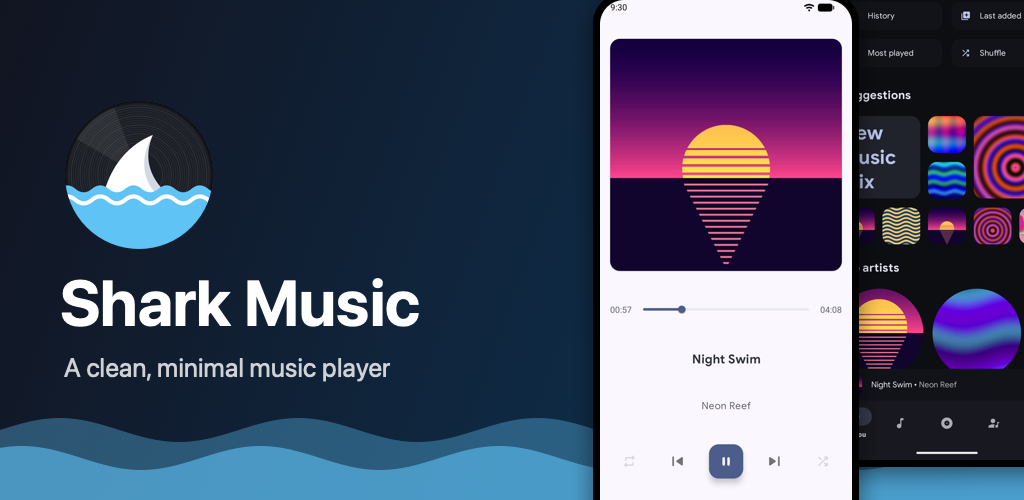 Shark Music
A clean, minimal music player
9:30
00:57
04:08
Night Swim
Neon Reef
History
Last added
Most played
Shuffle
ggestions
ew
usic
ix
artists
Night Swim • Neon Reef
ou